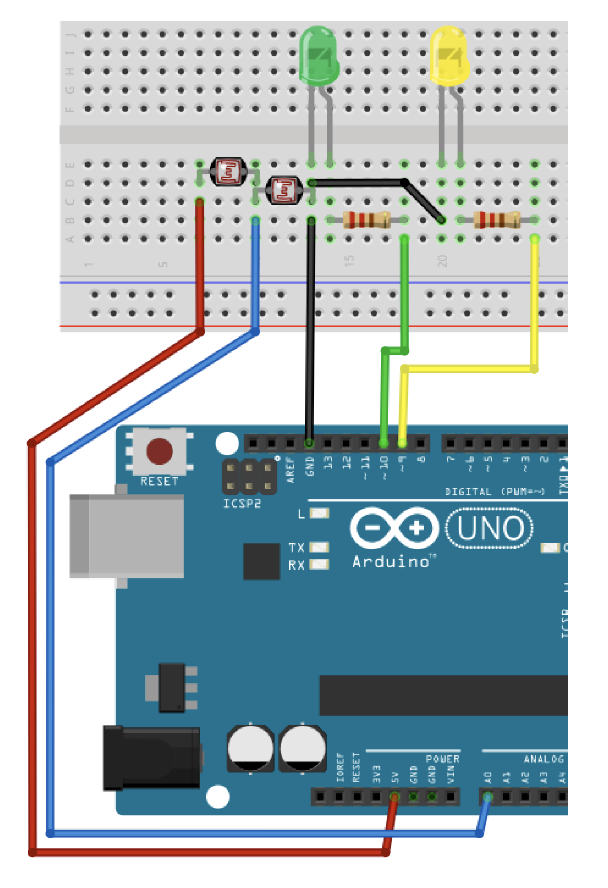 J
I
H
G
F
E
D
C
B
A
1
5
15
20
RESET
ICSP2
AREF
GND
13
12
~11
~10
~9
8
7
~6
~5
4
~3
2
TX0▶1
DIGITAL (PWM=~)
L
TX
RX
UNO
Arduino™
ICSP
IOREF
RESET
3V3
5V
GND
GND
VIN
POWER
A0
A1
A2
A3
A4
ANALOG